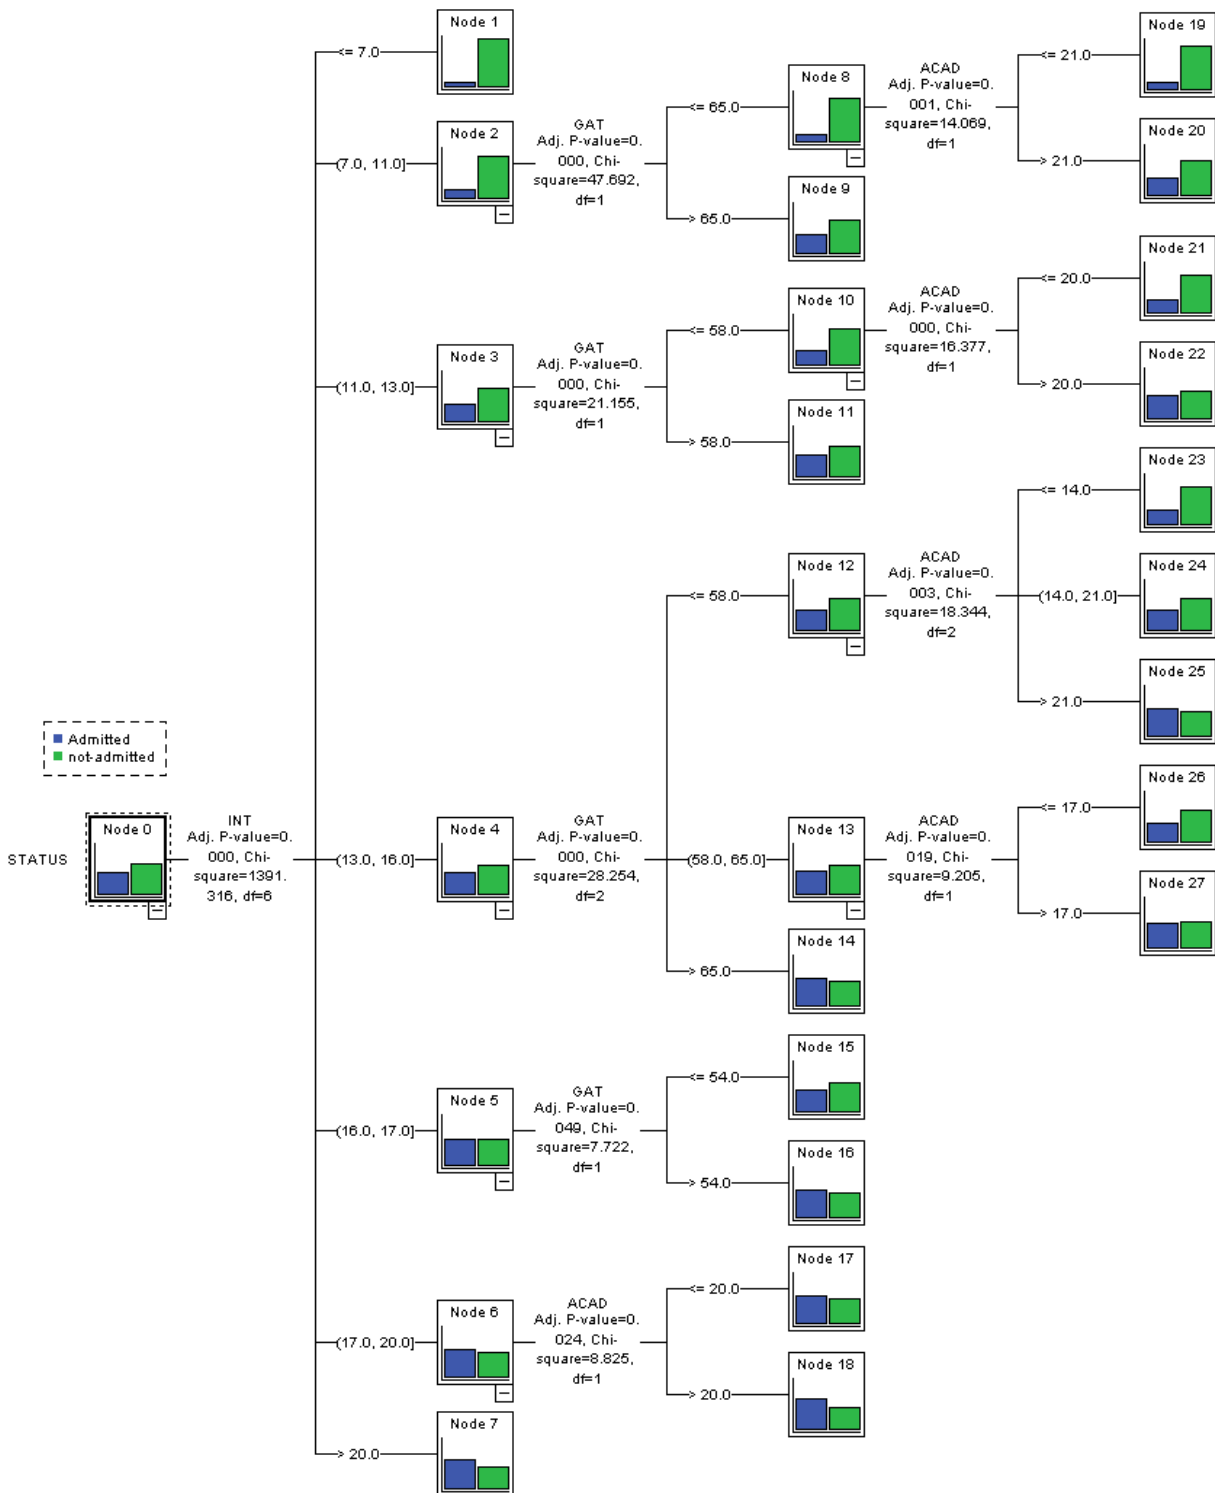 Node 1
<= 7.0
Node 2
(7.0, 11.0]
GAT
Adj. P-value=0.
000, Chi-
square=47.692,
df=1
<= 65.0
Node 8
ACAD
Adj. P-value=0.
001, Chi-
square=14.069,
df=1
<= 21.0
Node 19
> 21.0
Node 20
> 65.0
Node 9
Node 3
(11.0, 13.0]
GAT
Adj. P-value=0.
000, Chi-
square=21.155,
df=1
<= 58.0
Node 10
ACAD
Adj. P-value=0.
000, Chi-
square=16.377,
df=1
<= 20.0
Node 21
> 20.0
Node 22
> 58.0
Node 11
Admitted
not-admitted
STATUS
Node 0
INT
Adj. P-value=0.
000, Chi-
square=1391.
316, df=6
(13.0, 16.0]
Node 4
GAT
Adj. P-value=0.
000, Chi-
square=28.254,
df=2
<= 58.0
Node 12
ACAD
Adj. P-value=0.
003, Chi-
square=18.344,
df=2
<= 14.0
Node 23
(14.0, 21.0]
Node 24
> 21.0
Node 25
(58.0, 65.0]
Node 13
ACAD
Adj. P-value=0.
019, Chi-
square=9.205,
df=1
<= 17.0
Node 26
> 17.0
Node 27
> 65.0
Node 14
(16.0, 17.0]
Node 5
GAT
Adj. P-value=0.
049, Chi-
square=7.722,
df=1
<= 54.0
Node 15
> 54.0
Node 16
(17.0, 20.0]
Node 6
ACAD
Adj. P-value=0.
024, Chi-
square=8.825,
df=1
<= 20.0
Node 17
> 20.0
Node 18
> 20.0
Node 7